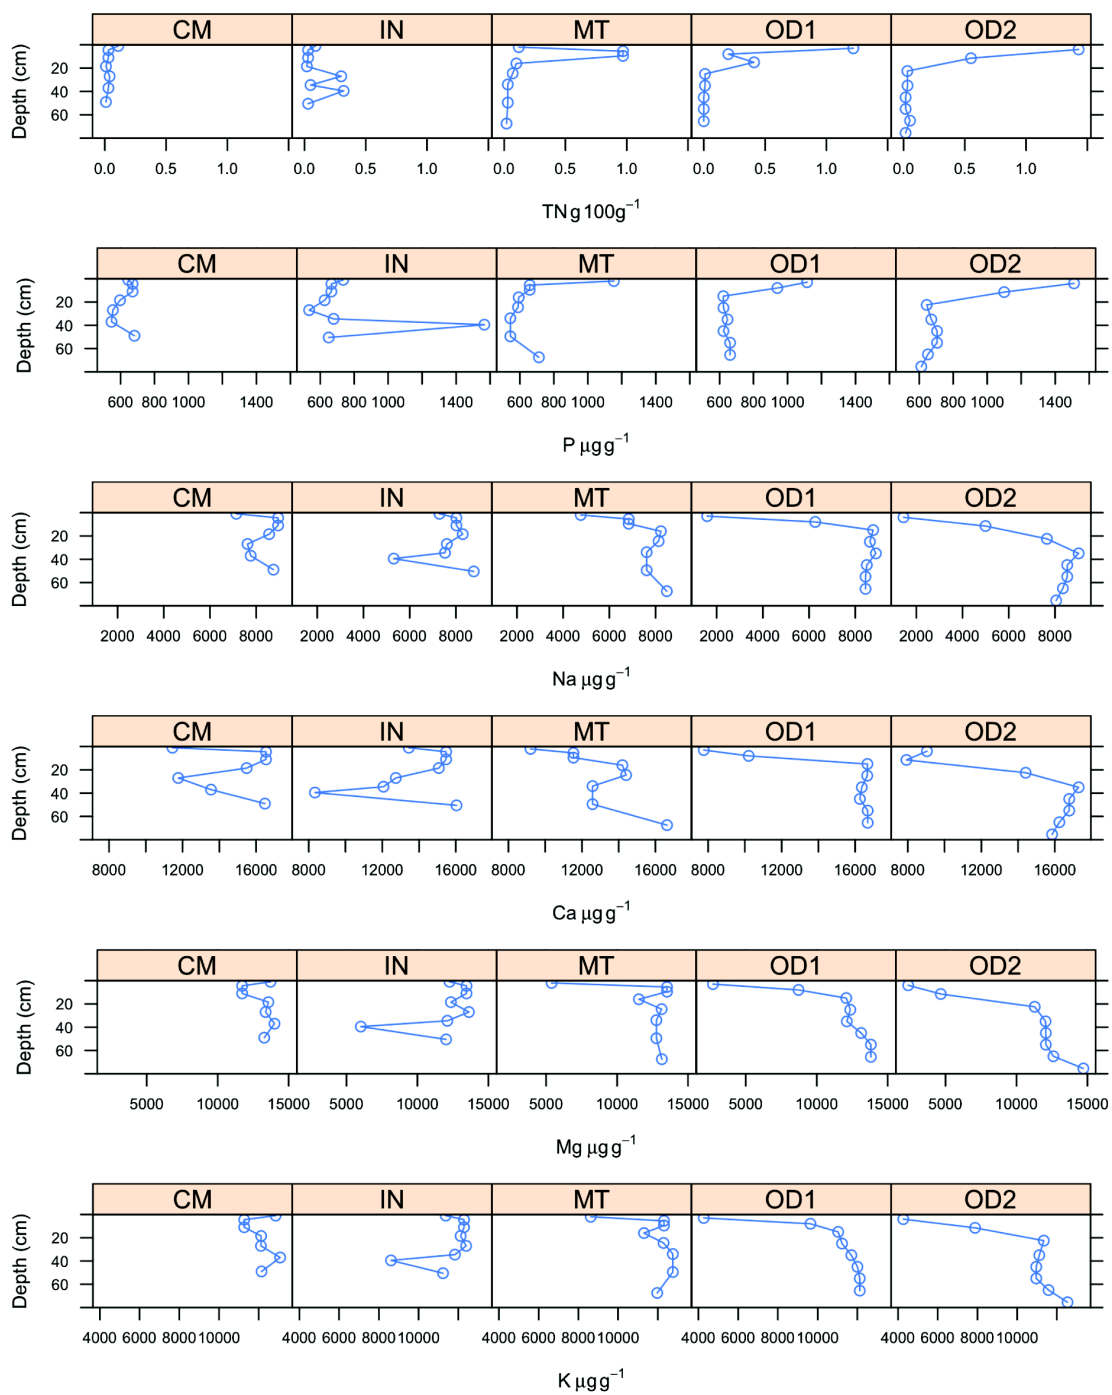 CM IN MT OD1 OD2
Depth (cm)
20
40
60
0.0 0.5 1.0 0.0 0.5 1.0 0.0 0.5 1.0 0.0 0.5 1.0 0.0 0.5 1.0
TN g 100g⁻¹
CM IN MT OD1 OD2
Depth (cm)
20
40
60
600 800 1000 1400 600 800 1000 1400 600 800 1000 1400 600 800 1000 1400 600 800 1000 1400
P µg g⁻¹
CM IN MT OD1 OD2
Depth (cm)
20
40
60
2000 4000 6000 8000 2000 4000 6000 8000 2000 4000 6000 8000 2000 4000 6000 8000 2000 4000 6000 8000
Na µg g⁻¹
CM IN MT OD1 OD2
Depth (cm)
20
40
60
8000 12000 16000 8000 12000 16000 8000 12000 16000 8000 12000 16000 8000 12000 16000
Ca µg g⁻¹
CM IN MT OD1 OD2
Depth (cm)
20
40
60
5000 10000 15000 5000 10000 15000 5000 10000 15000 5000 10000 15000 5000 10000 15000
Mg µg g⁻¹
CM IN MT OD1 OD2
Depth (cm)
20
40
60
4000 6000 8000 10000 4000 6000 8000 10000 4000 6000 8000 10000 4000 6000 8000 10000 4000 6000 8000 10000
K µg g⁻¹